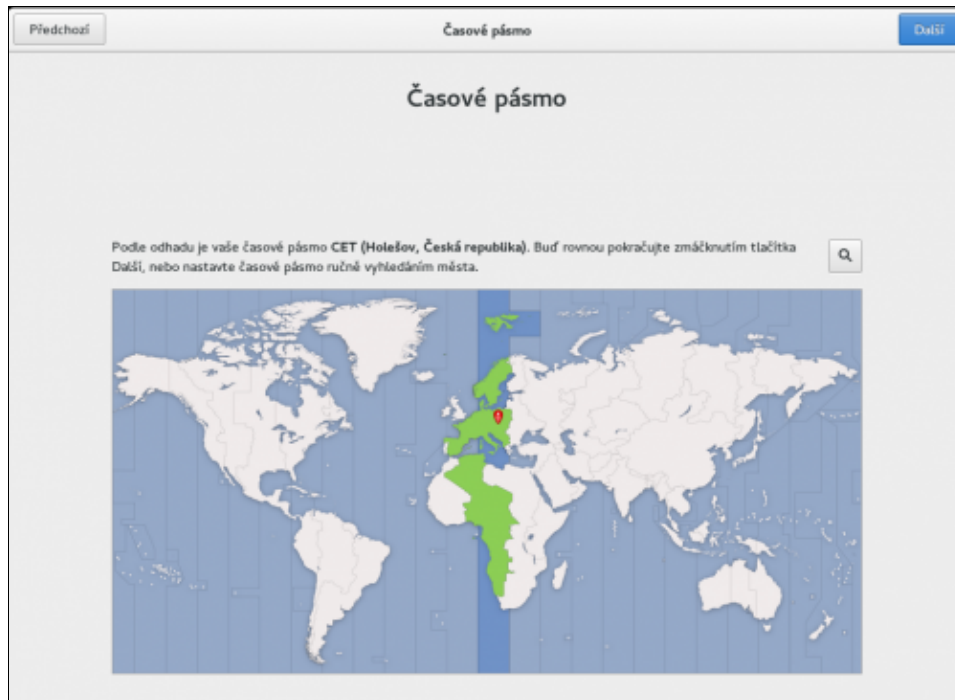 Předchozí
Časové pásmo
Další
Časové pásmo
Podle odhadu je vaše časové pásmo CET (Holešov, Česká republika). Buď rovnou pokračujte zmáčknutím tlačítka
Další, nebo nastavte časové pásmo ručně vyhledáním města.